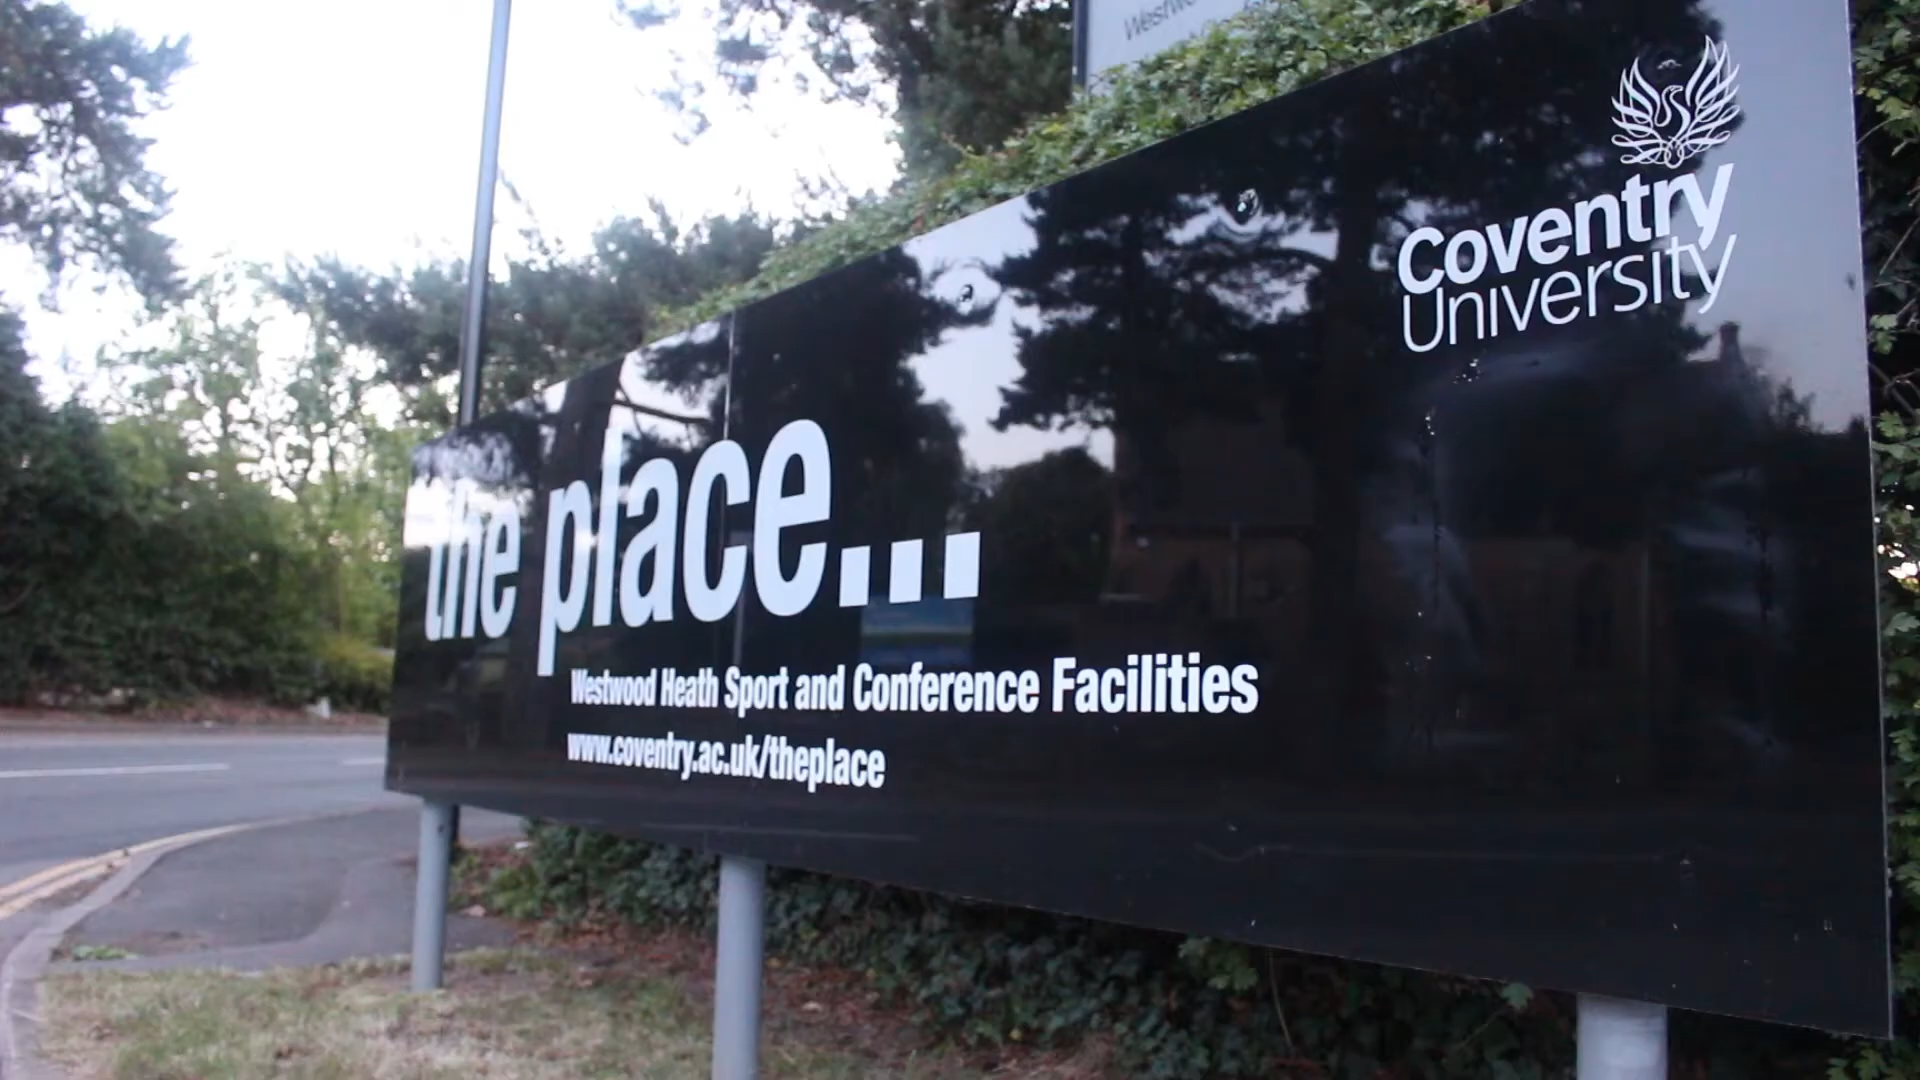 Coventry
University
the place...
Westwood Heath Sport and Conference Facilities
www.coventry.ac.uk/theplace